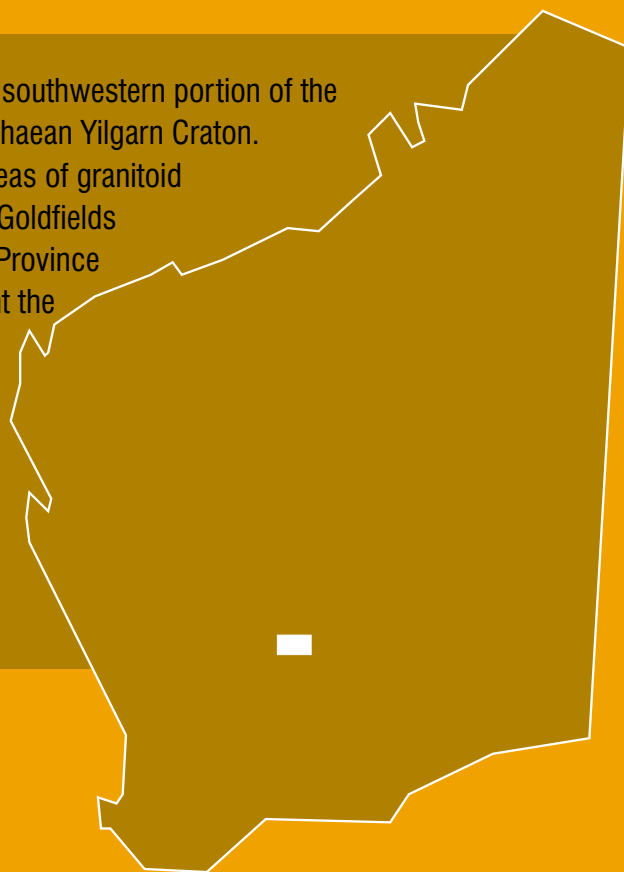 southwestern portion of the
haean Yilgarn Craton.
eas of granitoid
Goldfields
Province
t the